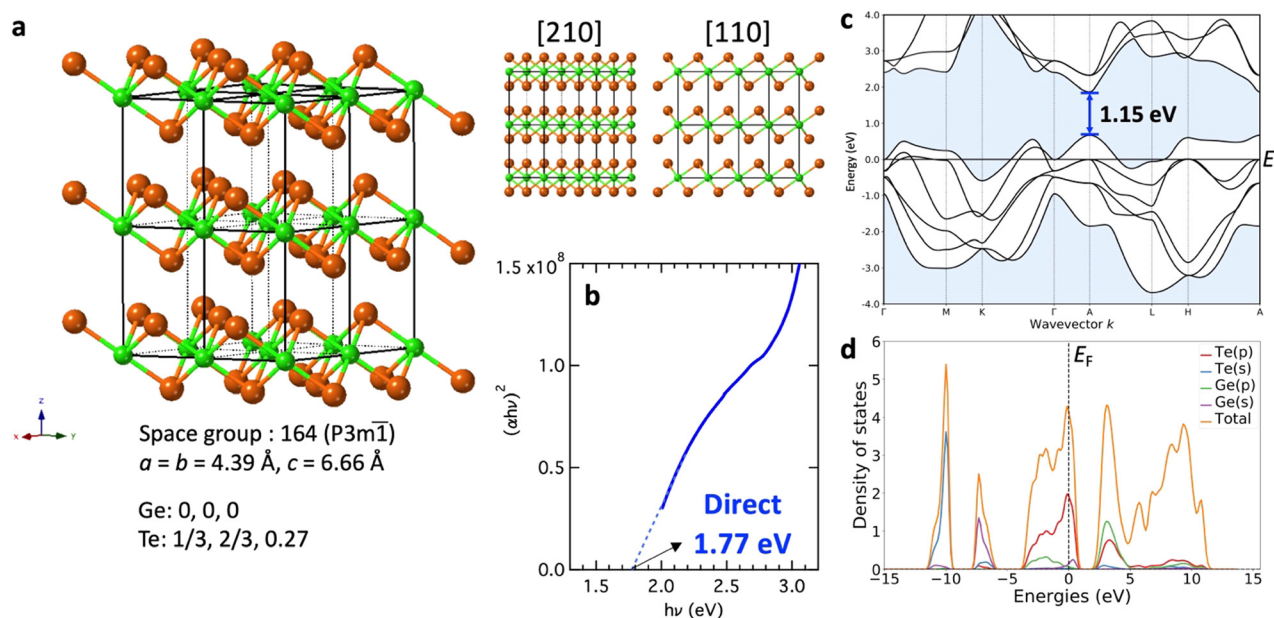 a
Space group : 164 (P3m1̅)
a = b = 4.39 Å, c = 6.66 Å
Ge: 0, 0, 0
Te: 1/3, 2/3, 0.27
z
x
Y
[210]
[110]
b
(αhν)²
1.5 x10⁸
1.0
0.5
0.0
Direct
1.77 eV
2.0
2.5
3.0
hν (eV)
c
Energy (eV)
4.0
3.0
2.0
1.0
0.0
-1.0
-2.0
-3.0
-4.0
1.15 eV
E
Γ M K Γ A L H A
Wavevector k
d
Density of states
6
5
4
3
2
1
0
E_F
Te(p)
Te(s)
Ge(p)
Ge(s)
Total
−15 −10 −5 0 5 10 15
Energies (eV)